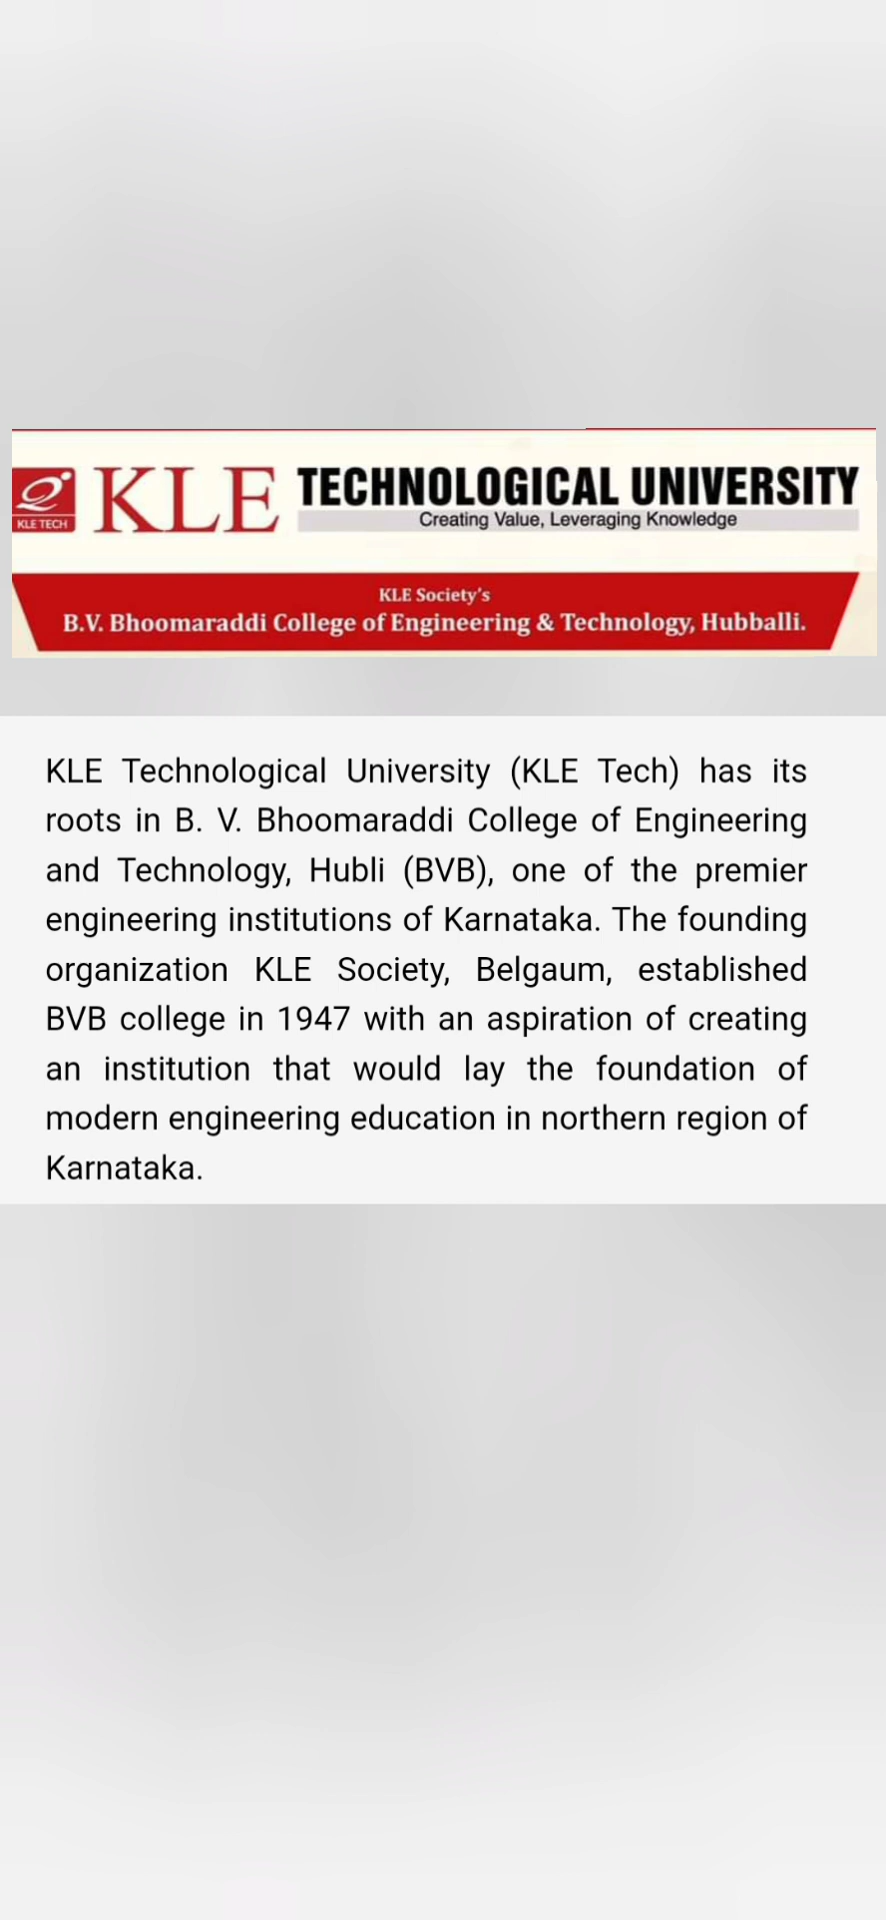 KLE TECH
KLE
TECHNOLOGICAL UNIVERSITY
Creating Value, Leveraging Knowledge
KLE Society's
B.V. Bhoomaraddi College of Engineering & Technology, Hubballi.
KLE Technological University (KLE Tech) has its
roots in B. V. Bhoomaraddi College of Engineering
and Technology, Hubli (BVB), one of the premier
engineering institutions of Karnataka. The founding
organization KLE Society, Belgaum, established
BVB college in 1947 with an aspiration of creating
an institution that would lay the foundation of
modern engineering education in northern region of
Karnataka.